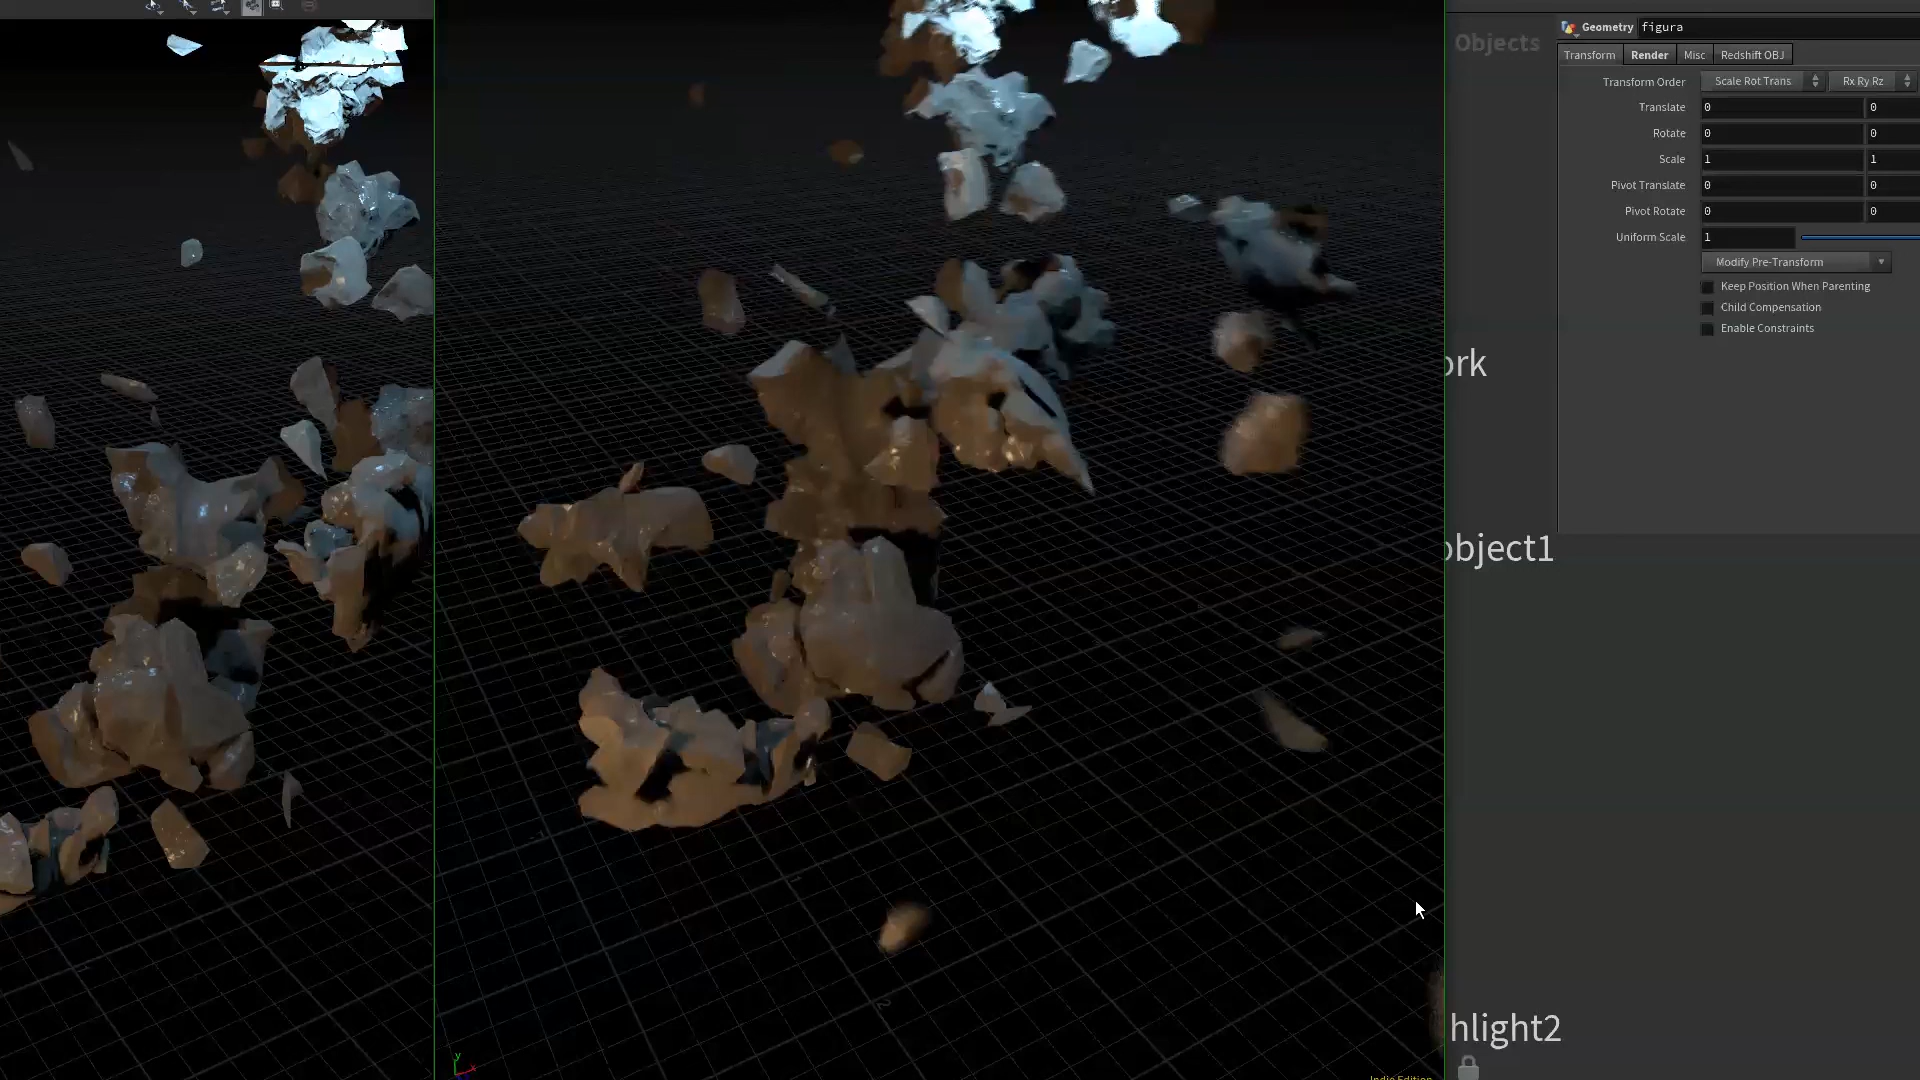 Geometry figura
Objects
Transform Render Misc Redshift OBJ
Transform Order Scale Rot Trans Rx Ry Rz
Translate 0 0
Rotate 0 0
Scale 1 1
Pivot Translate 0 0
Pivot Rotate 0 0
Uniform Scale 1
Modify Pre-Transform
Keep Position When Parenting
Child Compensation
Enable Constraints
ork
object1
hlight2
y
Indie Edition